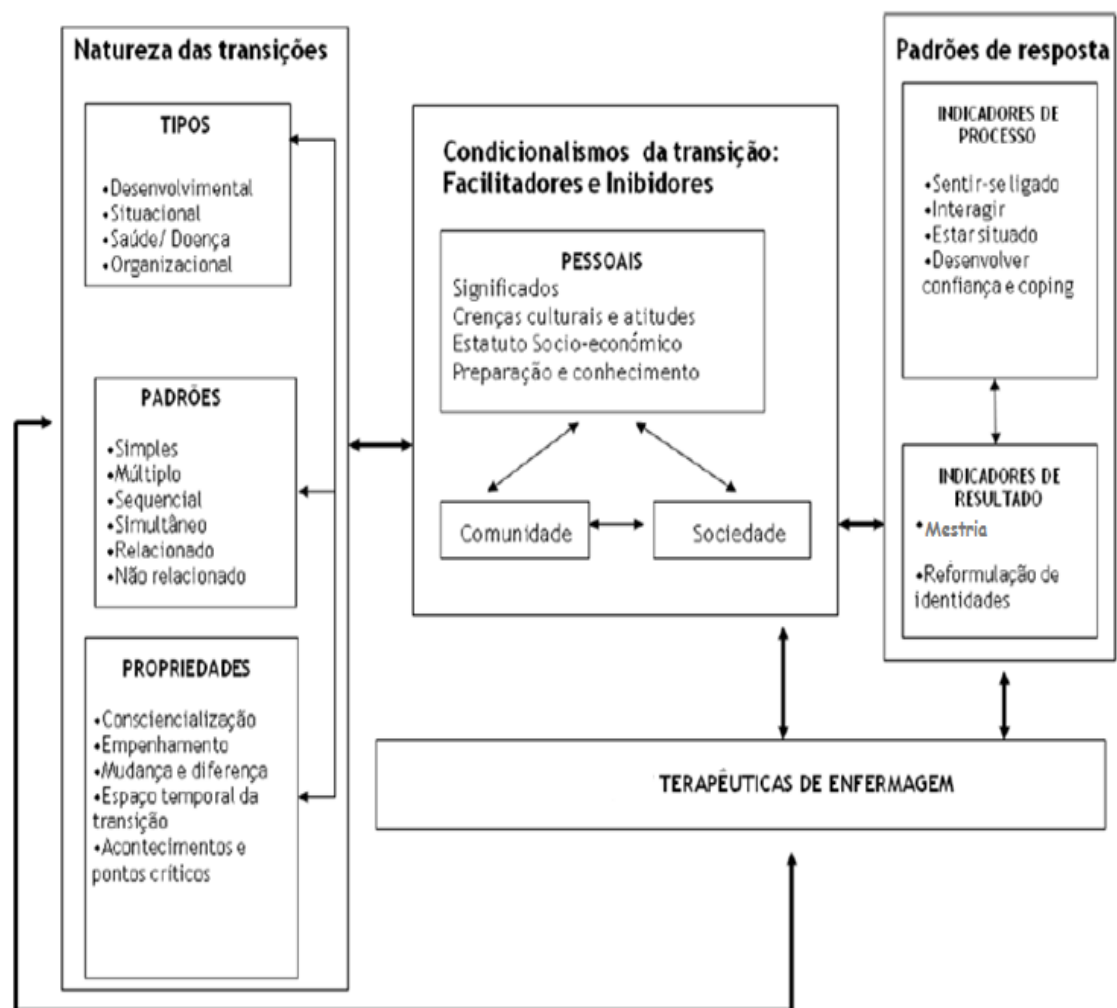 Natureza das transições
TIPOS
•Desenvolvimental
•Situacional
•Saúde/ Doença
•Organizacional
PADRÕES
•Simples
•Múltiplo
•Sequencial
•Simultâneo
•Relacionado
•Não relacionado
PROPRIEDADES
•Consciencialização
•Empenhamento
•Mudança e diferença
•Espaço temporal da
transição
•Acontecimentos e
pontos críticos
Condicionalismos da transição:
Facilitadores e Inibidores
PESSOAIS
Significados
Crenças culturais e atitudes
Estatuto Socio-económico
Preparação e conhecimento
Comunidade
Sociedade
Padrões de resposta
INDICADORES DE
PROCESSO
•Sentir-se ligado
•Interagir
•Estar situado
•Desenvolver
confiança e coping
INDICADORES DE
RESULTADO
•Mestria
•Reformulação de
identidades
TERAPÊUTICAS DE ENFERMAGEM